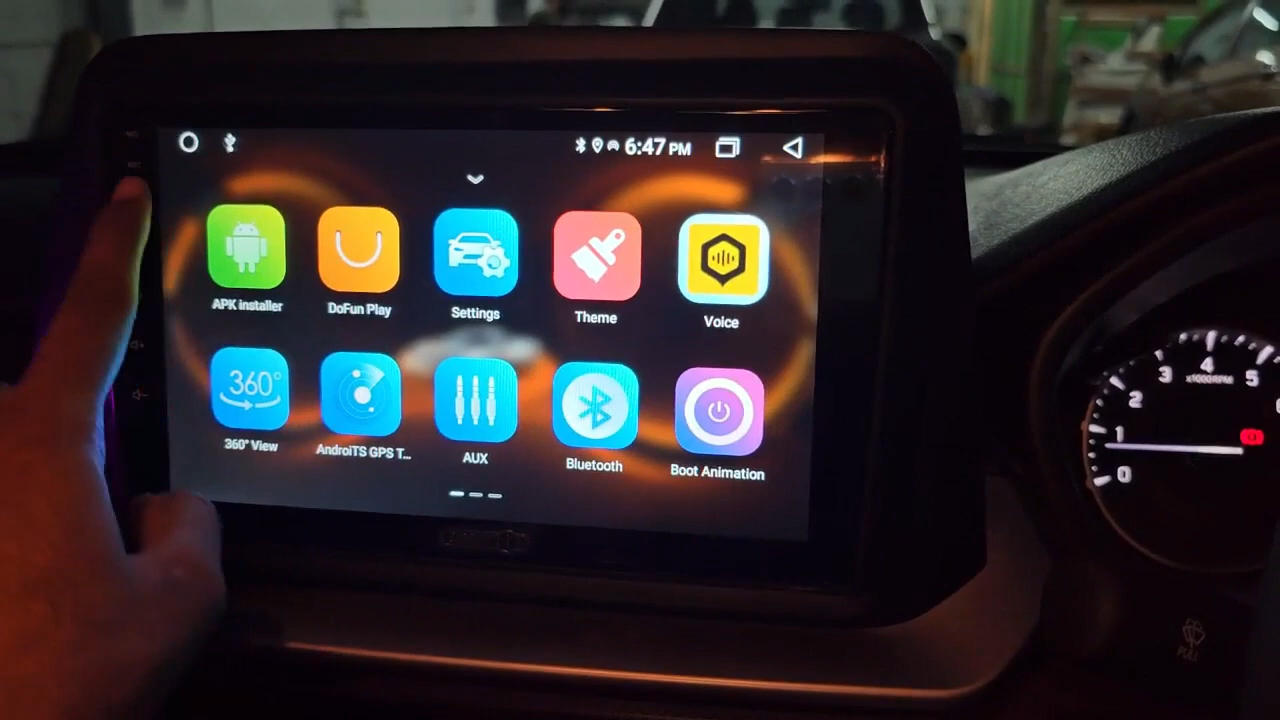 6:47 PM
APK installer
DoFun Play
Settings
Theme
Voice
360°
360° View
AndroiTS GPS T...
AUX
Bluetooth
Boot Animation
0
1
2
3
4
5
x1000RPM
PULL